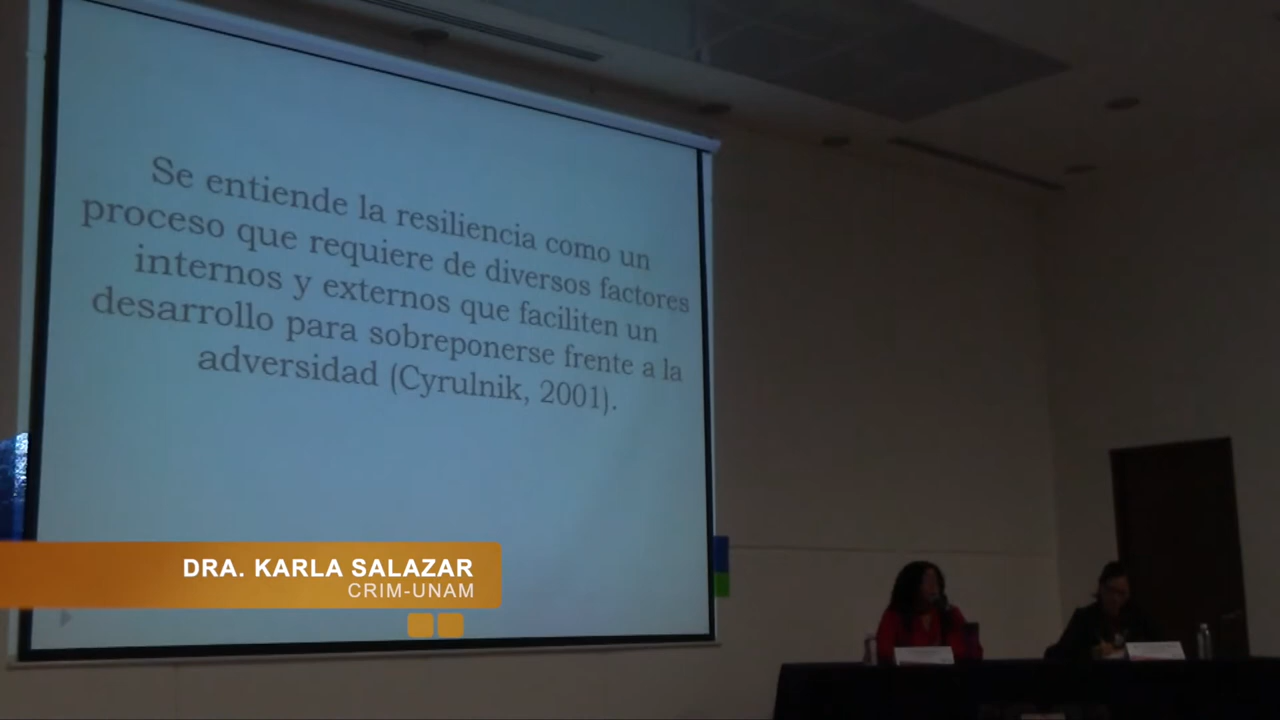 Se entiende la resiliencia como un
proceso que requiere de diversos factores
internos y externos que faciliten un
desarrollo para sobreponerse frente a la
adversidad (Cyrulnik, 2001).
DRA. KARLA SALAZAR
CRIM-UNAM